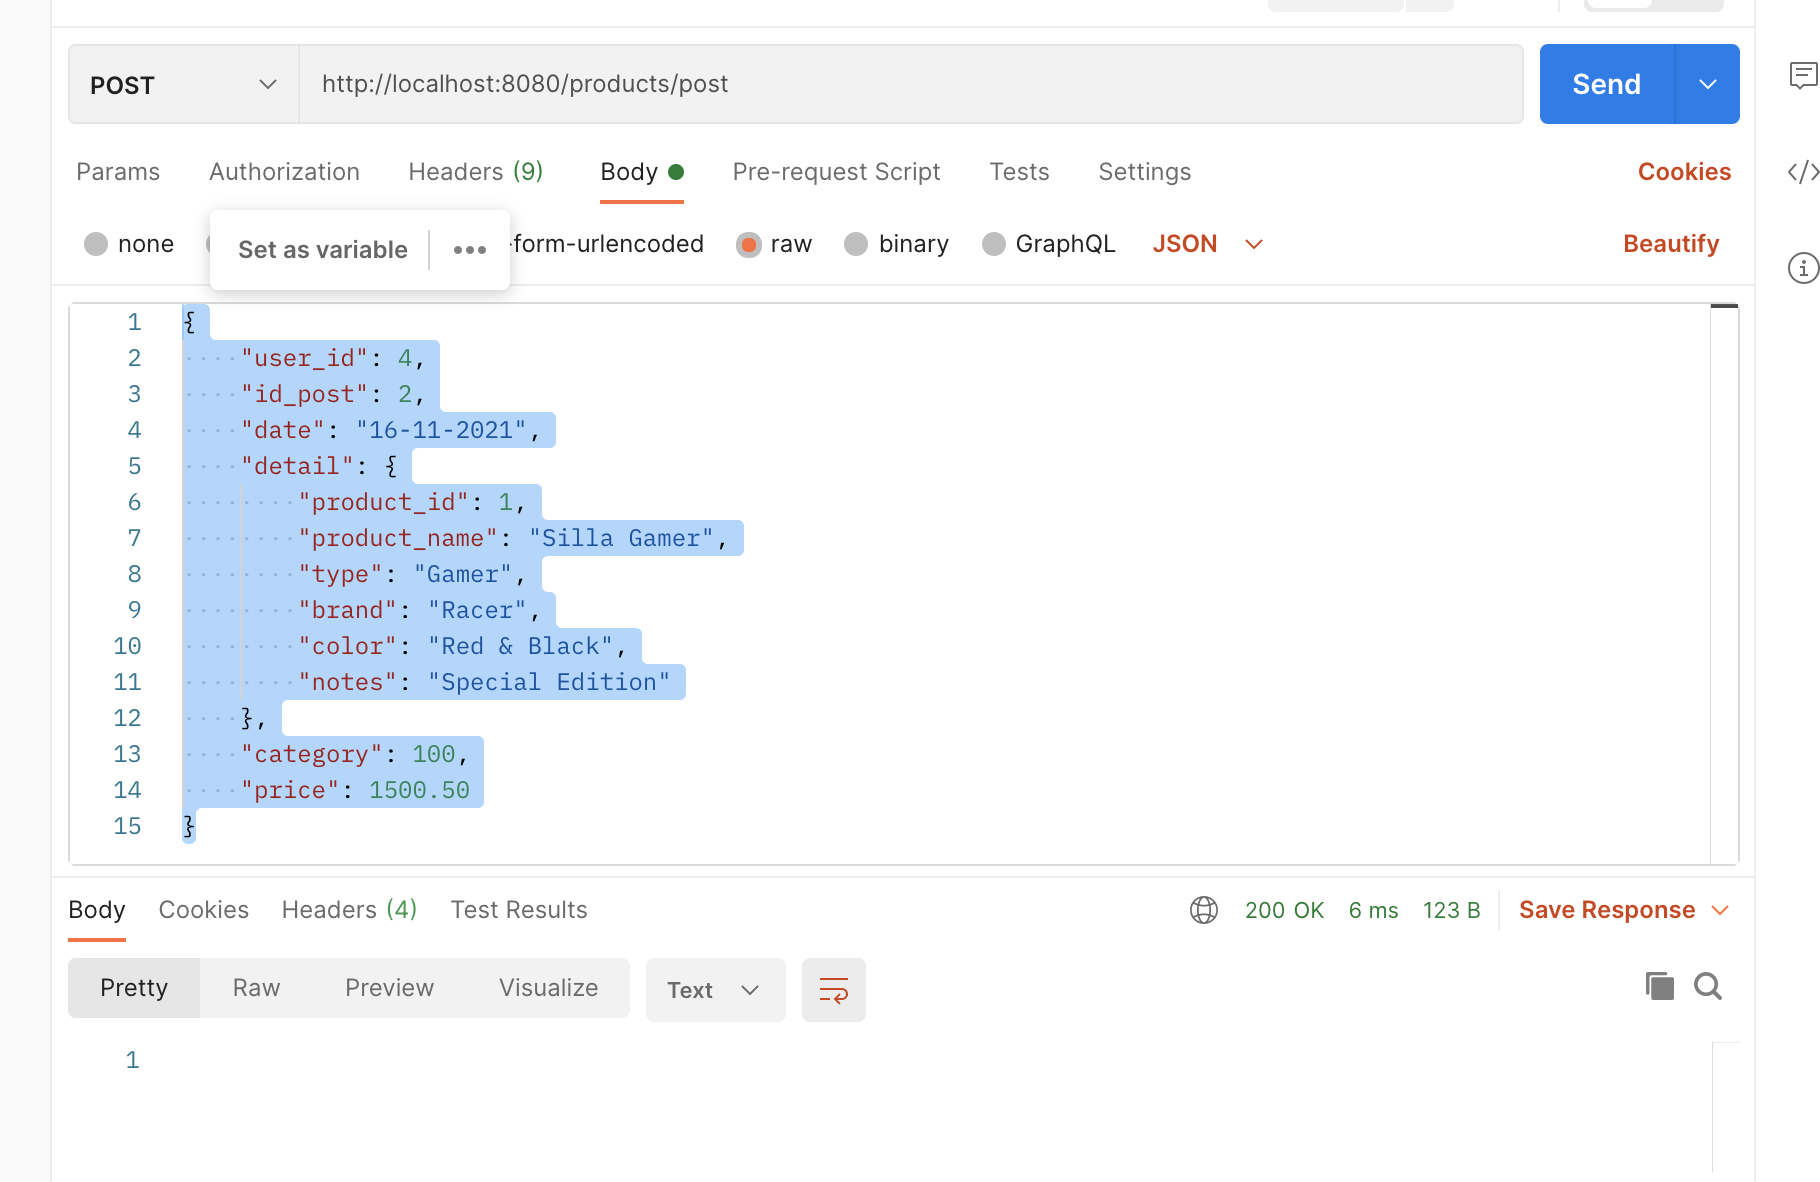 POST http://localhost:8080/products/post Send
Params Authorization Headers (9) Body Pre-request Script Tests Settings Cookies
none Set as variable -form-urlencoded raw binary GraphQL JSON Beautify
1 {
2 "user_id": 4,
3 "id_post": 2,
4 "date": "16-11-2021",
5 "detail": {
6 "product_id": 1,
7 "product_name": "Silla Gamer",
8 "type": "Gamer",
9 "brand": "Racer",
10 "color": "Red & Black",
11 "notes": "Special Edition"
12 },
13 "category": 100,
14 "price": 1500.50
15 }
Body Cookies Headers (4) Test Results 200 OK 6 ms 123 B Save Response
Pretty Raw Preview Visualize Text
1